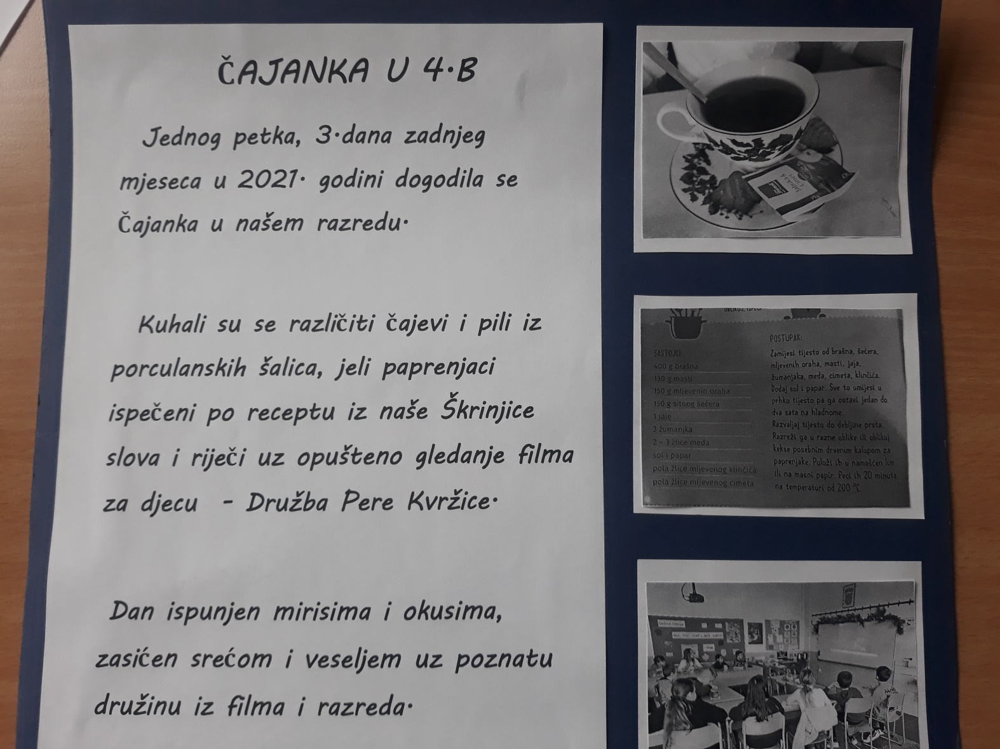 ČAJANKA U 4.B
Jednog petka, 3.dana zadnjeg
mjeseca u 2021. godini dogodila se
Čajanka u našem razredu.
Kuhali su se različiti čajevi i pili iz
porculanskih šalica, jeli paprenjaci
ispečeni po receptu iz naše Škrinjice
slova i riječi uz opušteno gledanje filma
za djecu - Družba Pere Kvržice.
Dan ispunjen mirisima i okusima,
zasićen srećom i veseljem uz poznatu
družinu iz filma i razreda.
OBLIKUJ, ISPECI
SASTOJCI:
400 g brašna
130 g masti
150 g mljevenih oraha
150 g sitnog šećera
1 jaje
3 žumanjka
2 - 3 žlice meda
sol i papar
pola žlice mljevenog klinčića
pola žlice mljevenog cimeta
POSTUPAK:
Zamijesi tijesto od brašna, šećera,
mljevenih oraha, masti, jaja,
žumanjaka, meda, cimeta, klinčića.
Dodaj sol i papar. Sve to umijesi u
prhko tijesto pa ga ostavi jedan do
dva sata na hladnome.
Razvaljaj tijesto do debljine prsta.
Razreži ga u razne oblike ili oblikuj
kekse posebnim drvenim kalupom za
paprenjake. Položi ih u namašćen lim
ili na masni papir. Peci ih 20 minuta
na temperaturi od 200 °C.